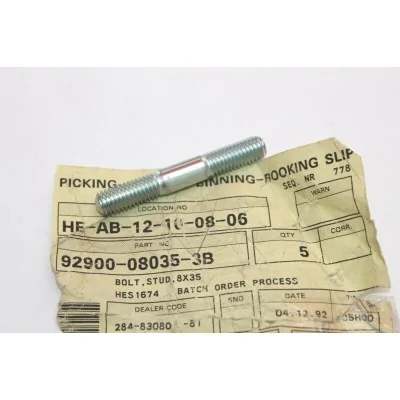 PICKING BINNING-BOOKING SLIP
SEQ. NR 778
LOCATION NO
WARN
HE-AB-12-10-08-06
PART NO QTY CORR.
92900-08035-3B 5
BOLT,STUD,8X35
HES1674 BATCH ORDER PROCESS
DEALER CODE SNO DATE TIME
284-83080 -81 04.12.92